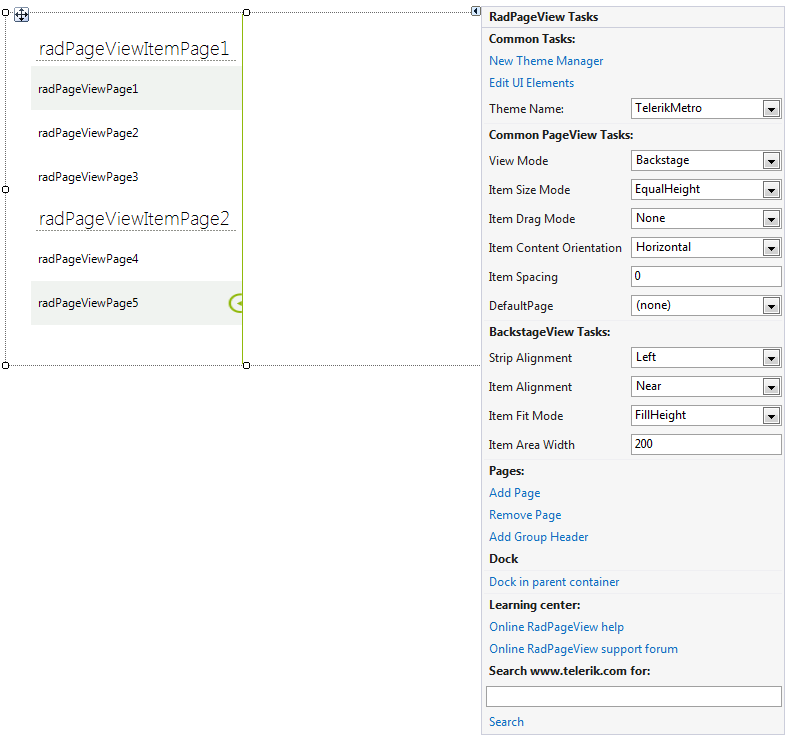 radPageViewItemPage1
radPageViewPage1
radPageViewPage2
radPageViewPage3
radPageViewItemPage2
radPageViewPage4
radPageViewPage5
RadPageView Tasks
Common Tasks:
New Theme Manager
Edit UI Elements
Theme Name: TelerikMetro
Common PageView Tasks:
View Mode Backstage
Item Size Mode EqualHeight
Item Drag Mode None
Item Content Orientation Horizontal
Item Spacing 0
DefaultPage (none)
BackstageView Tasks:
Strip Alignment Left
Item Alignment Near
Item Fit Mode FillHeight
Item Area Width 200
Pages:
Add Page
Remove Page
Add Group Header
Dock
Dock in parent container
Learning center:
Online RadPageView help
Online RadPageView support forum
Search www.telerik.com for:
Search